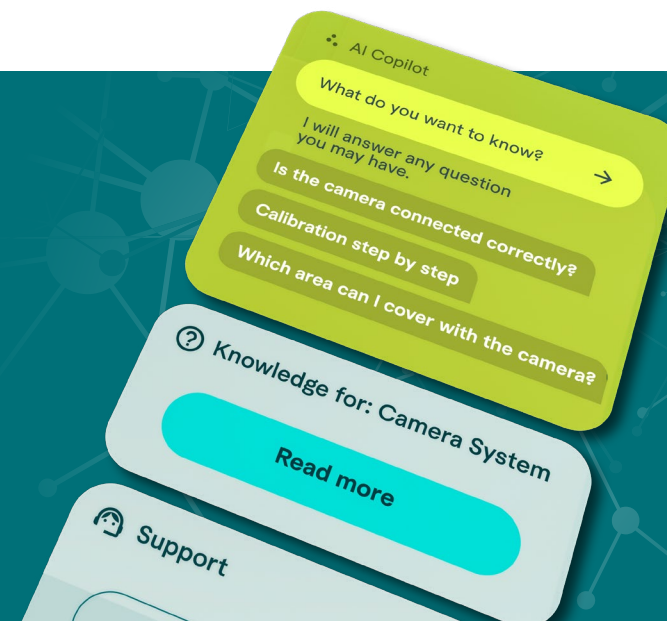 AI Copilot
What do you want to know?
I will answer any question
you may have.
Is the camera connected correctly?
Calibration step by step
Which area can I cover with the camera?
Knowledge for: Camera System
Read more
Support